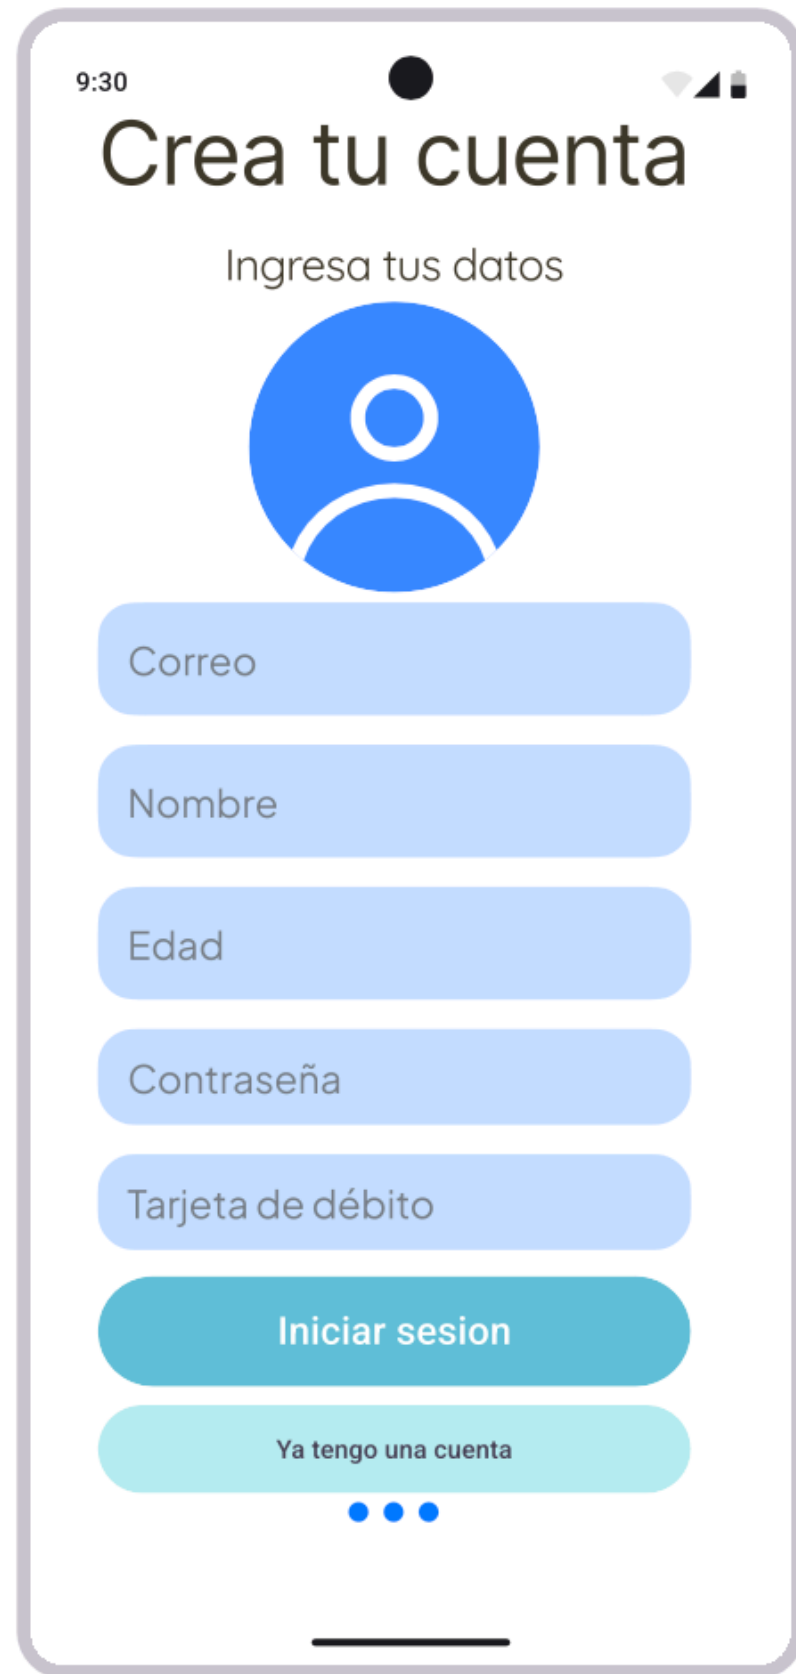 9:30
Crea tu cuenta
Ingresa tus datos
Correo
Nombre
Edad
Contraseña
Tarjeta de débito
Iniciar sesion
Ya tengo una cuenta